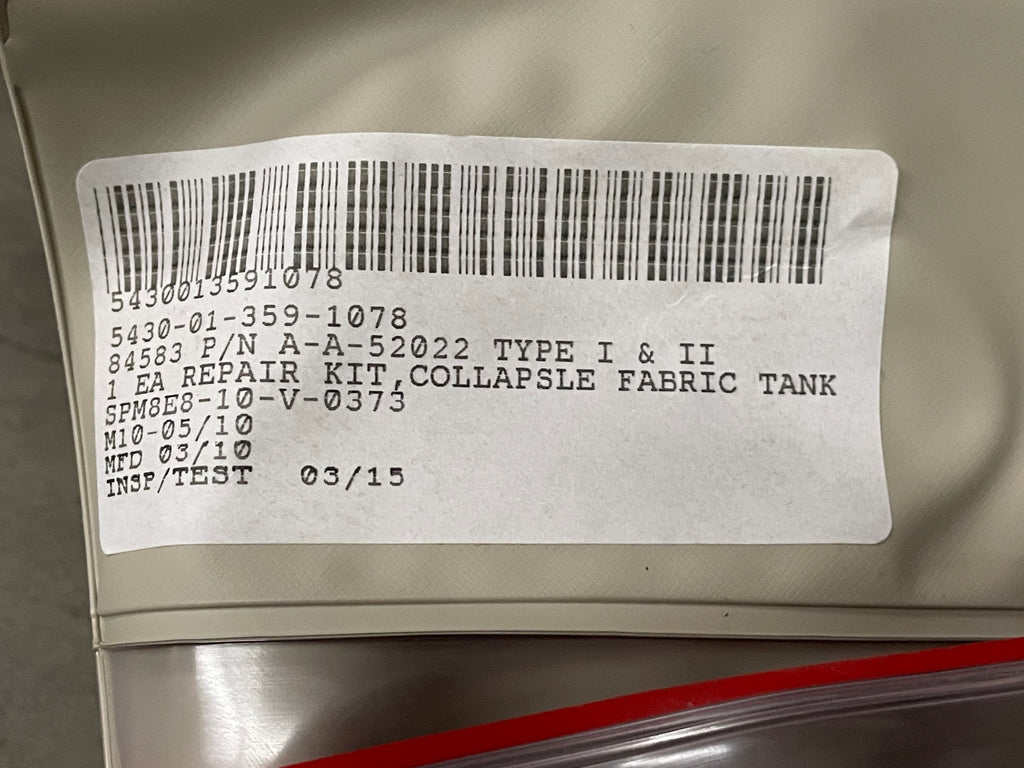 5430013591078
5430-01-359-1078
84583 P/N A-A-52022 TYPE I & II
1 EA REPAIR KIT,COLLAPSLE FABRIC TANK
SPM8E8-10-V-0373
M10-05/10
MFD 03/10
INSP/TEST 03/15